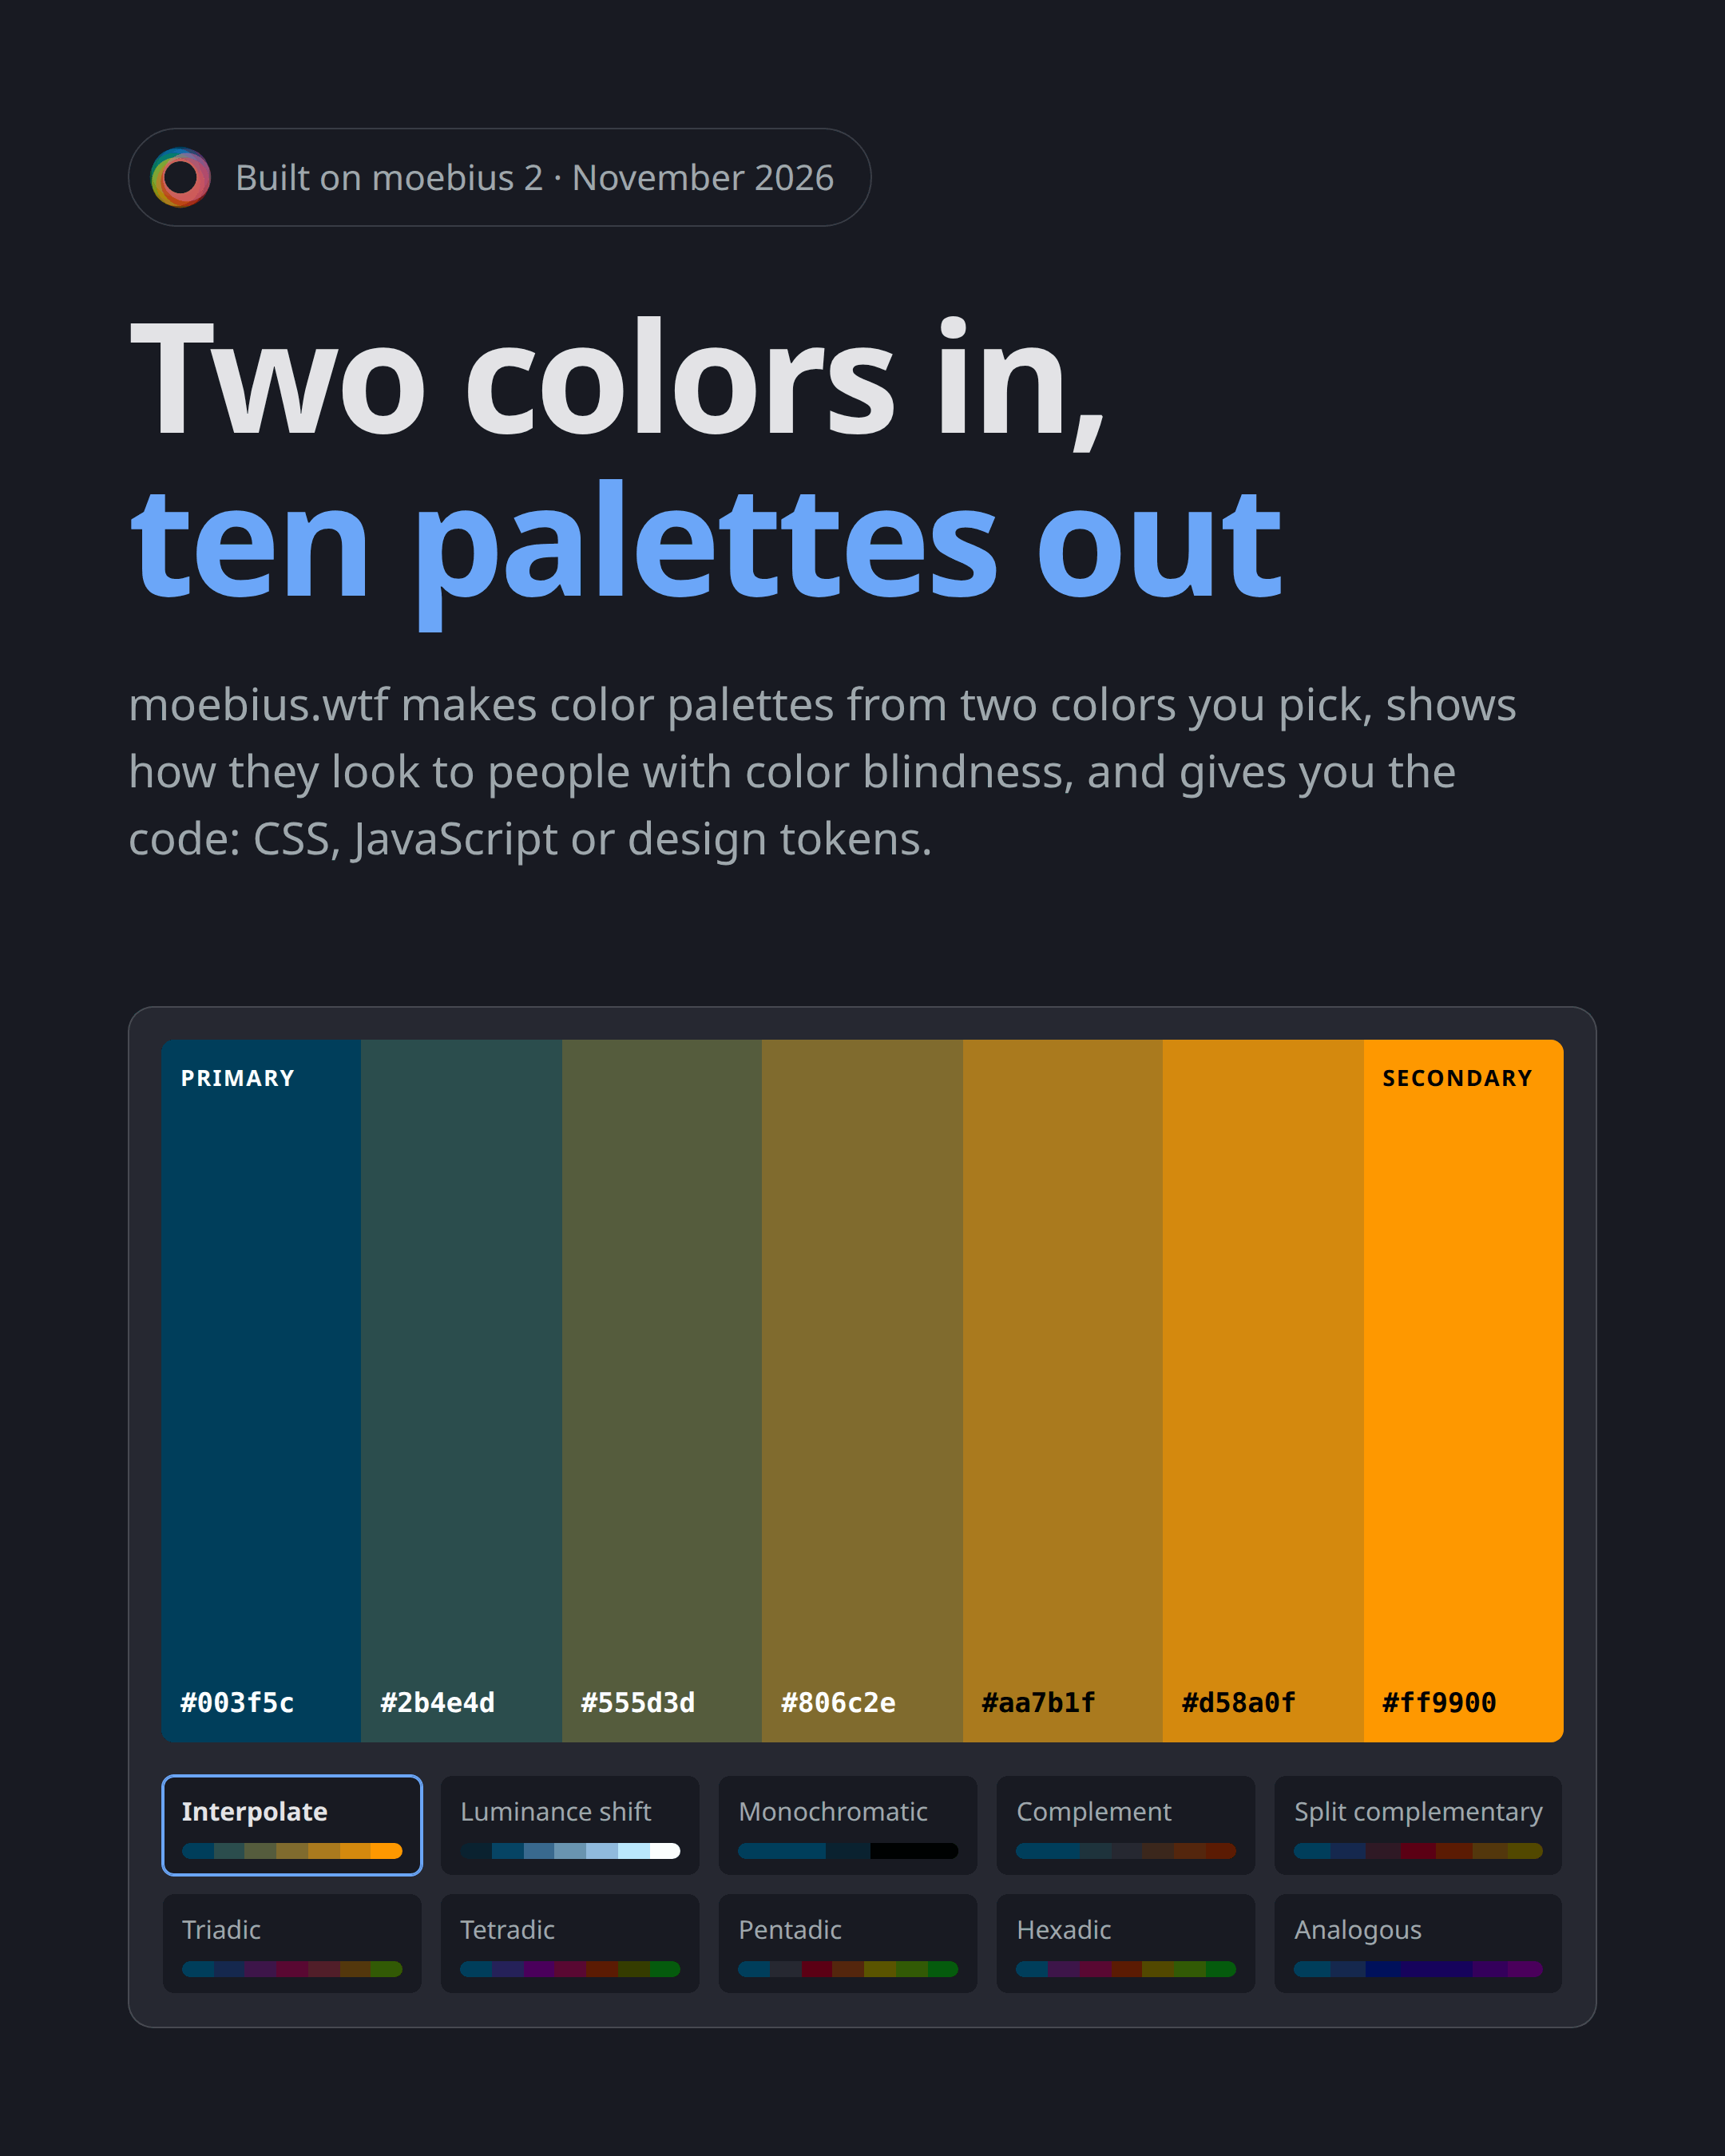 Built on moebius 2 · November 2026
Two colors in,
ten palettes out
moebius.wtf makes color palettes from two colors you pick, shows
how they look to people with color blindness, and gives you the
code: CSS, JavaScript or design tokens.
PRIMARY SECONDARY
#003f5c #2b4e4d #555d3d #806c2e #aa7b1f #d58a0f #ff9900
Interpolate Luminance shift Monochromatic Complement Split complementary
Triadic Tetradic Pentadic Hexadic Analogous